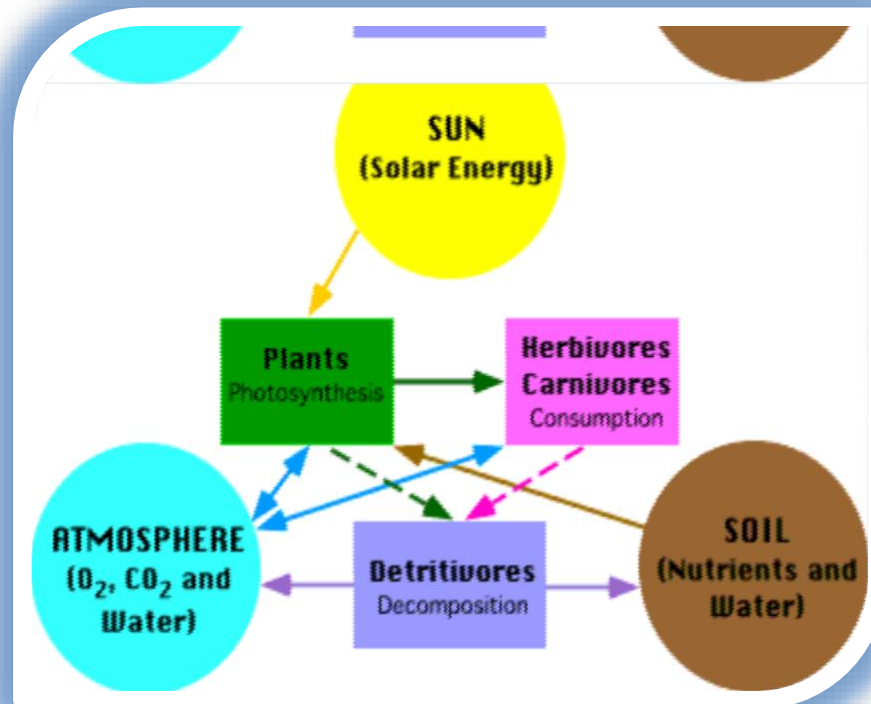 SUN
(Solar Energy)
Plants
Photosynthesis
Herbivores
Carnivores
Consumption
ATMOSPHERE
(O₂, CO₂ and
Water)
Detritivores
Decomposition
SOIL
(Nutrients and
Water)